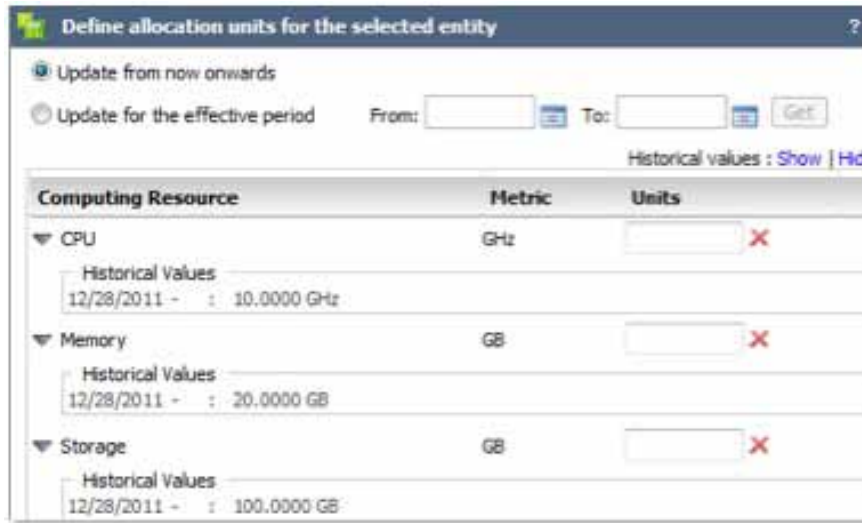 Define allocation units for the selected entity ?
Update from now onwards
Update for the effective period From: To: Get
Historical values : Show | Hid
Computing Resource Metric Units
CPU GHz
Historical Values
12/28/2011 - : 10.0000 GHz
Memory GB
Historical Values
12/28/2011 - : 20.0000 GB
Storage GB
Historical Values
12/28/2011 - : 100.0000 GB